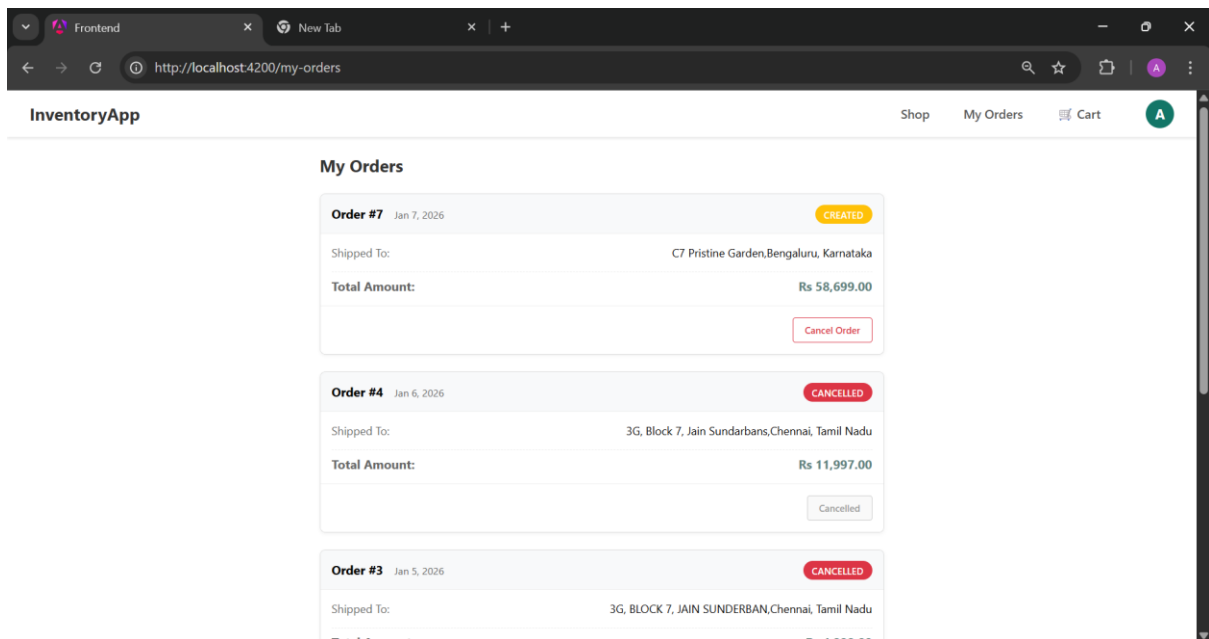 Frontend
New Tab
http://localhost:4200/my-orders
A
InventoryApp
Shop
My Orders
Cart
A
My Orders
Order #7 Jan 7, 2026 CREATED
Shipped To: C7 Pristine Garden,Bengaluru, Karnataka
Total Amount: Rs 58,699.00
Cancel Order
Order #4 Jan 6, 2026 CANCELLED
Shipped To: 3G, Block 7, Jain Sundarbans,Chennai, Tamil Nadu
Total Amount: Rs 11,997.00
Cancelled
Order #3 Jan 5, 2026 CANCELLED
Shipped To: 3G, BLOCK 7, JAIN SUNDERBAN,Chennai, Tamil Nadu